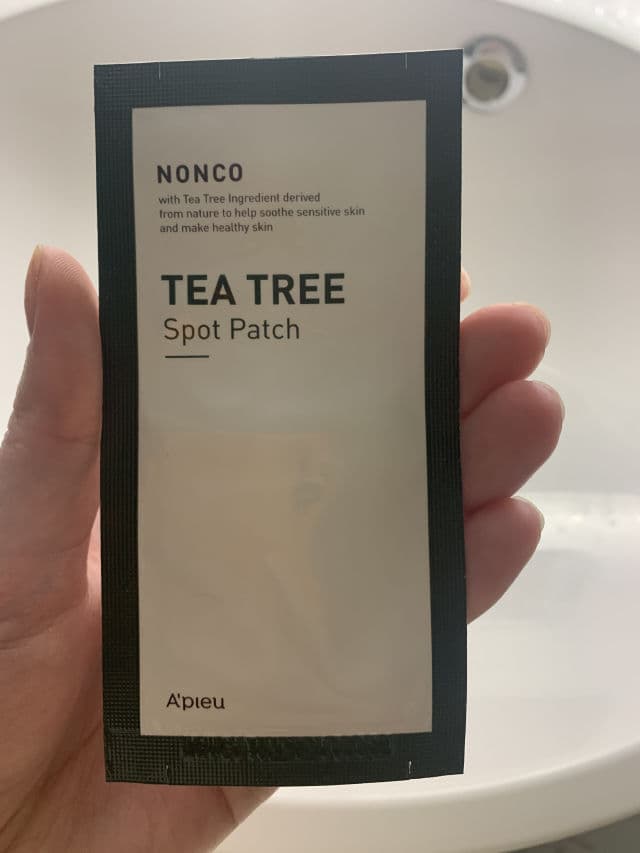 NONCO
with Tea Tree Ingredient derived
from nature to help soothe sensitive skin
and make healthy skin
TEA TREE
Spot Patch
A'pieu